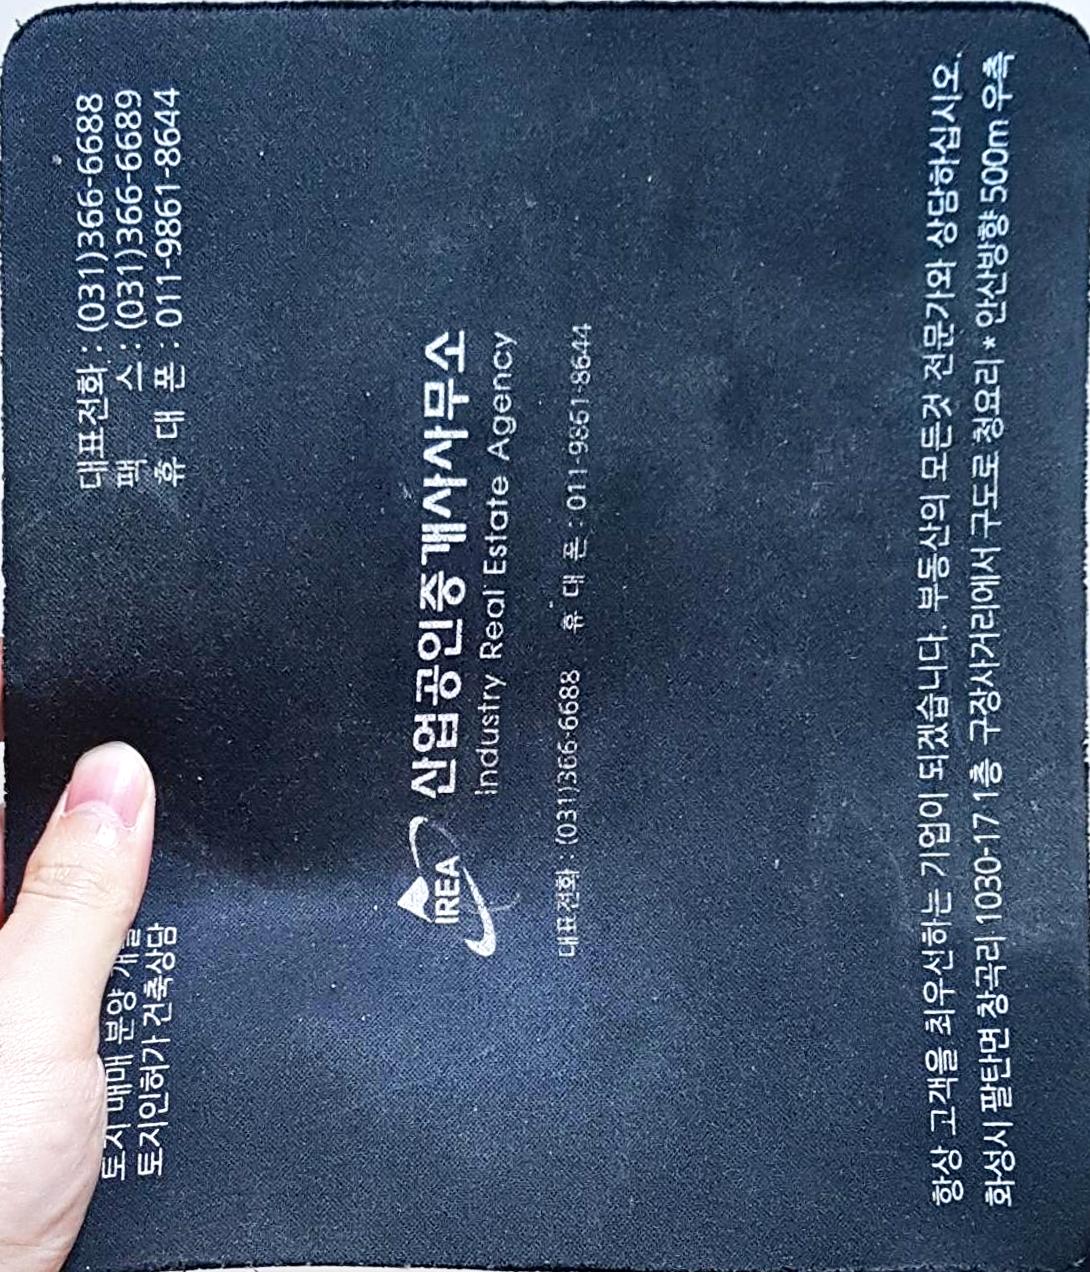 토지 매매 분양 개발
토지인허가 건축상담
대표전화 : (031)366-6688
팩 스 : (031)366-6689
휴 대 폰 : 011-9861-8644
IREA
산업공인중개사사무소
Industry Real Estate Agency
대표전화 : (031)366-6688 휴 대 폰 : 011-9861-8644
항상 고객을 최우선하는 기업이 되겠습니다. 부동산의 모든것 전문가와 상담하십시오.
화성시 팔탄면 창곡리 1030-17 1층 구장사거리에서 구도로 청요리 * 안산방향 500m 우측